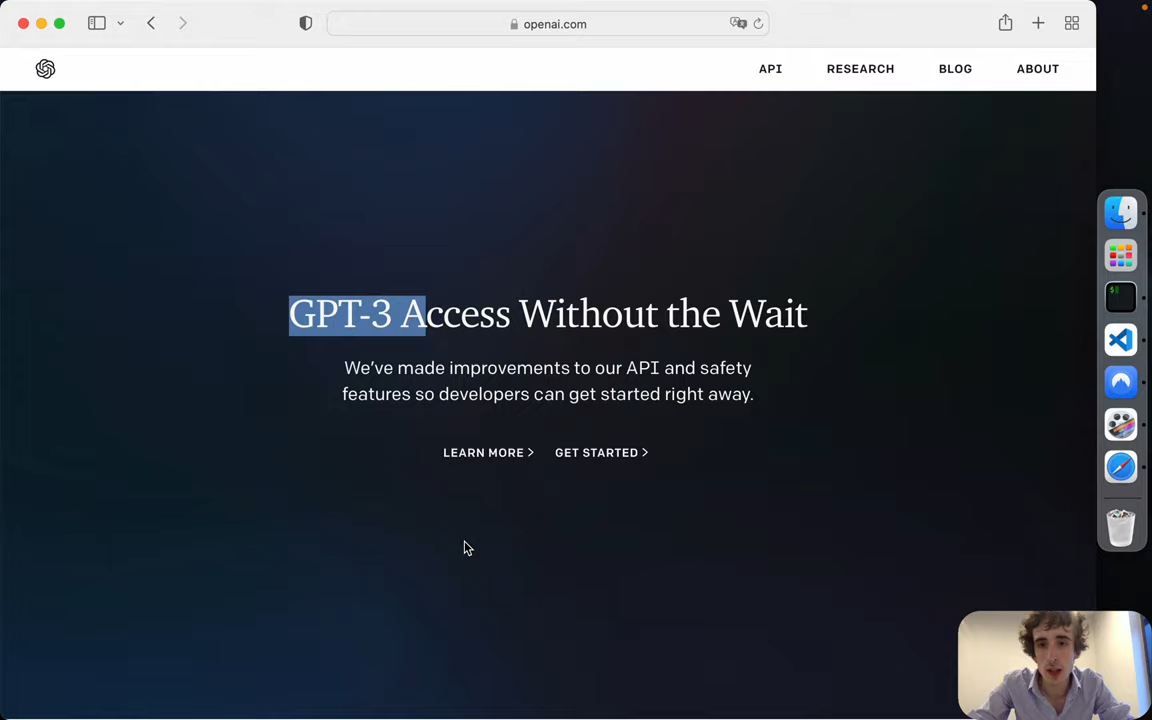 openai.com
API RESEARCH BLOG ABOUT
GPT-3 Access Without the Wait
We’ve made improvements to our API and safety
features so developers can get started right away.
LEARN MORE > GET STARTED >